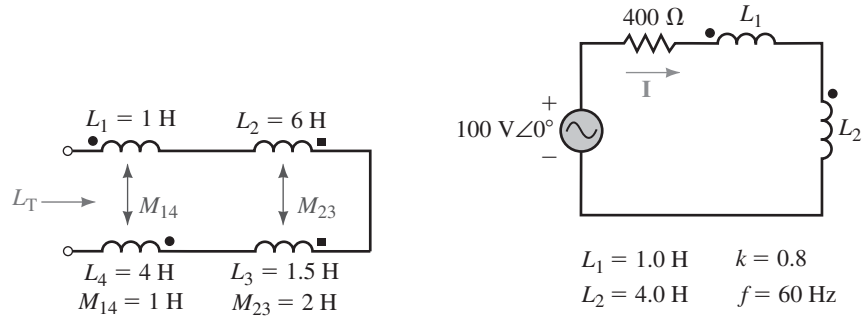 L₁ = 1 H
L₂ = 6 H
L_T
M₁₄
M₂₃
L₄ = 4 H
L₃ = 1.5 H
M₁₄ = 1 H
M₂₃ = 2 H
400 Ω
L₁
I
+
100 V∠0°
−
L₂
L₁ = 1.0 H
k = 0.8
L₂ = 4.0 H
f = 60 Hz